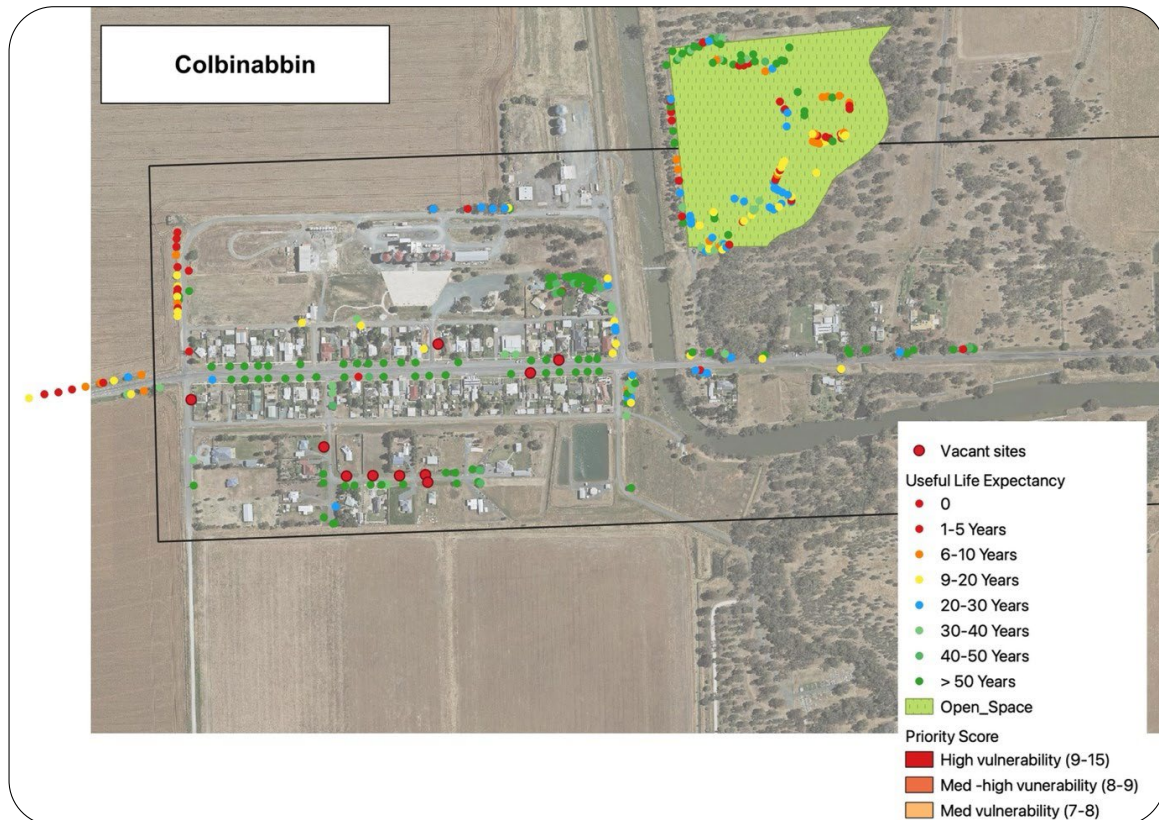 Colbinabbin
Vacant sites
Useful Life Expectancy
0
1-5 Years
6-10 Years
9-20 Years
20-30 Years
30-40 Years
40-50 Years
> 50 Years
Open_Space
Priority Score
High vulnerability (9-15)
Med -high vunerability (8-9)
Med vulnerability (7-8)